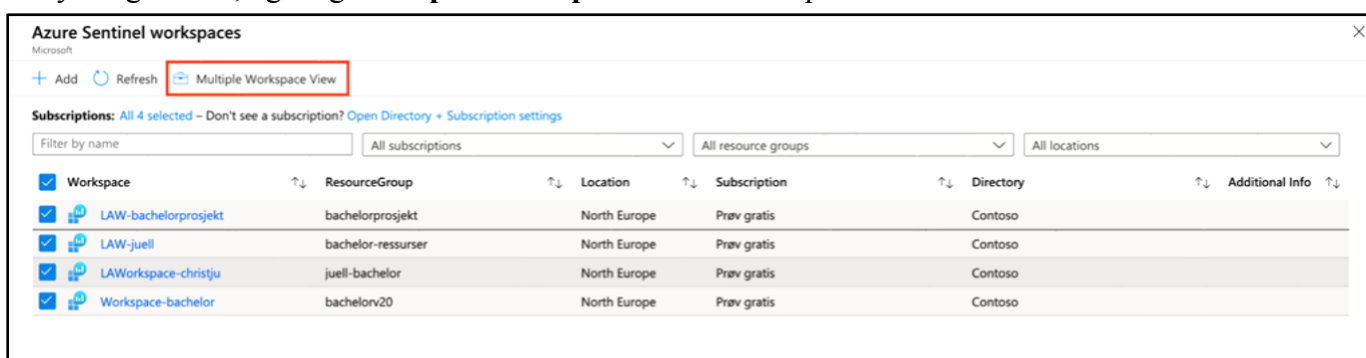 Azure Sentinel workspaces
Microsoft
Add Refresh Multiple Workspace View
Subscriptions: All 4 selected – Don't see a subscription? Open Directory + Subscription settings
Filter by name All subscriptions All resource groups All locations
Workspace ResourceGroup Location Subscription Directory Additional Info
LAW-bachelorprosjekt bachelorprosjekt North Europe Prøv gratis Contoso
LAW-juell bachelor-ressurser North Europe Prøv gratis Contoso
LAWorkspace-christju juell-bachelor North Europe Prøv gratis Contoso
Workspace-bachelor bachelorv20 North Europe Prøv gratis Contoso